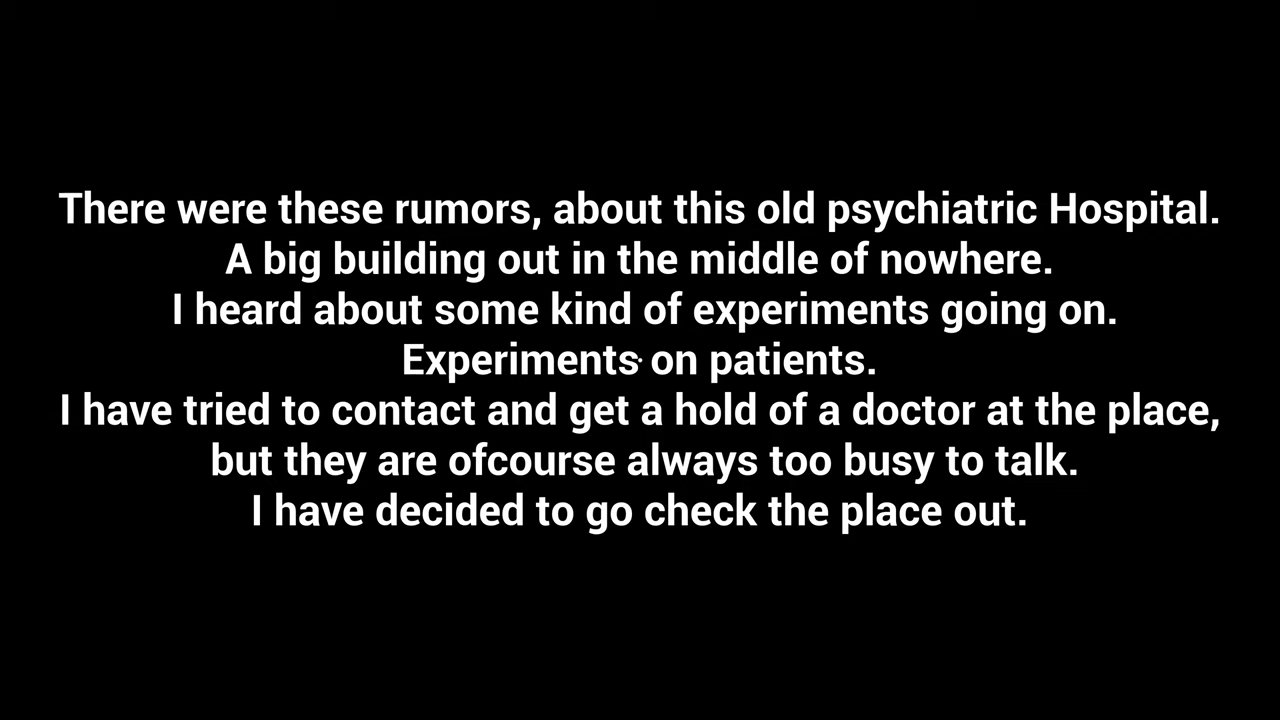 There were these rumors, about this old psychiatric Hospital.
A big building out in the middle of nowhere.
I heard about some kind of experiments going on.
Experiments on patients.
I have tried to contact and get a hold of a doctor at the place,
but they are ofcourse always too busy to talk.
I have decided to go check the place out.